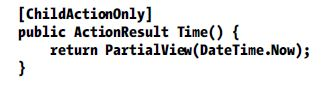 [ChildActionOnly]
public ActionResult Time() {
    return PartialView(DateTime.Now);
}